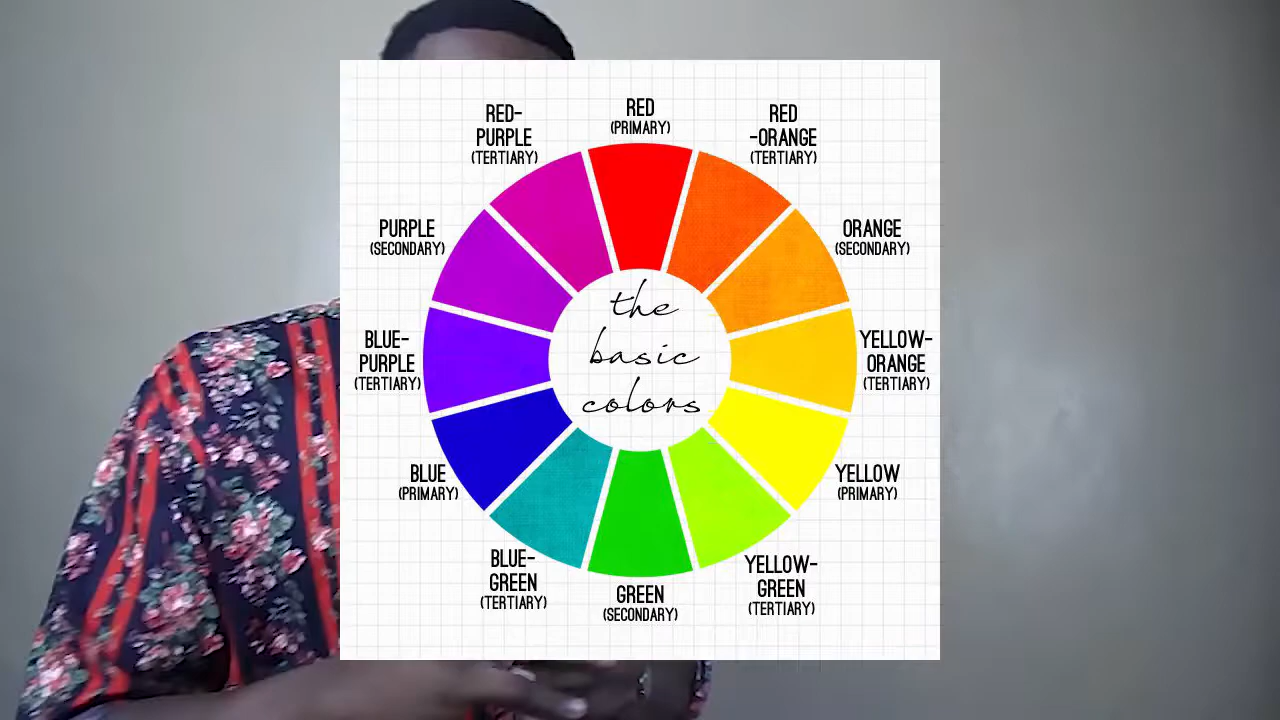 RED
(PRIMARY)
RED
-ORANGE
(TERTIARY)
ORANGE
(SECONDARY)
YELLOW-
ORANGE
(TERTIARY)
YELLOW
(PRIMARY)
YELLOW-
GREEN
(TERTIARY)
GREEN
(SECONDARY)
BLUE-
GREEN
(TERTIARY)
BLUE
(PRIMARY)
BLUE-
PURPLE
(TERTIARY)
PURPLE
(SECONDARY)
RED-
PURPLE
(TERTIARY)
the
basic
colors